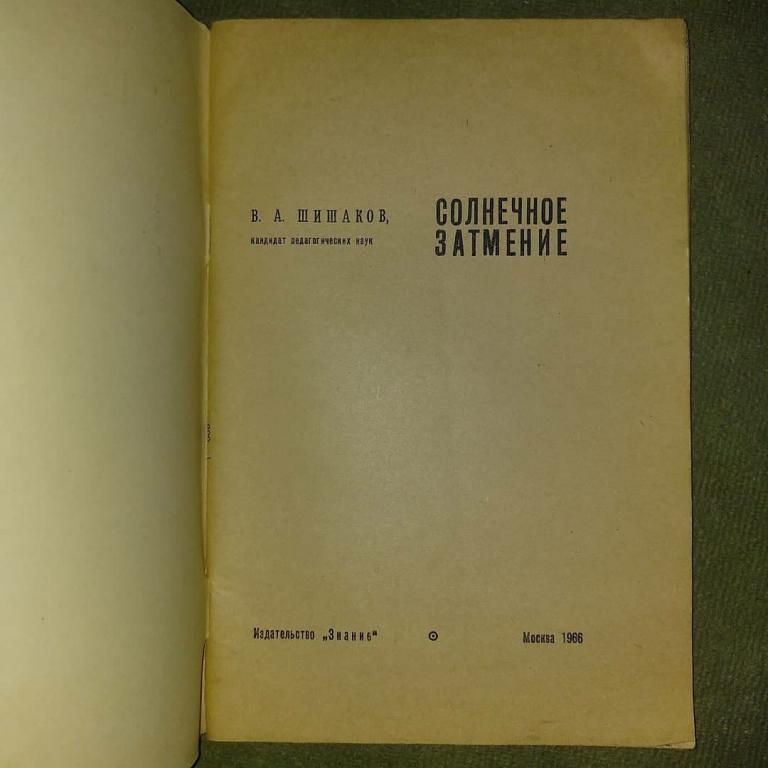 В. А. ШИШАКОВ,
кандидат педагогических наук
СОЛНЕЧНОЕ
ЗАТМЕНИЕ
Издательство „Знание“
Москва 1966